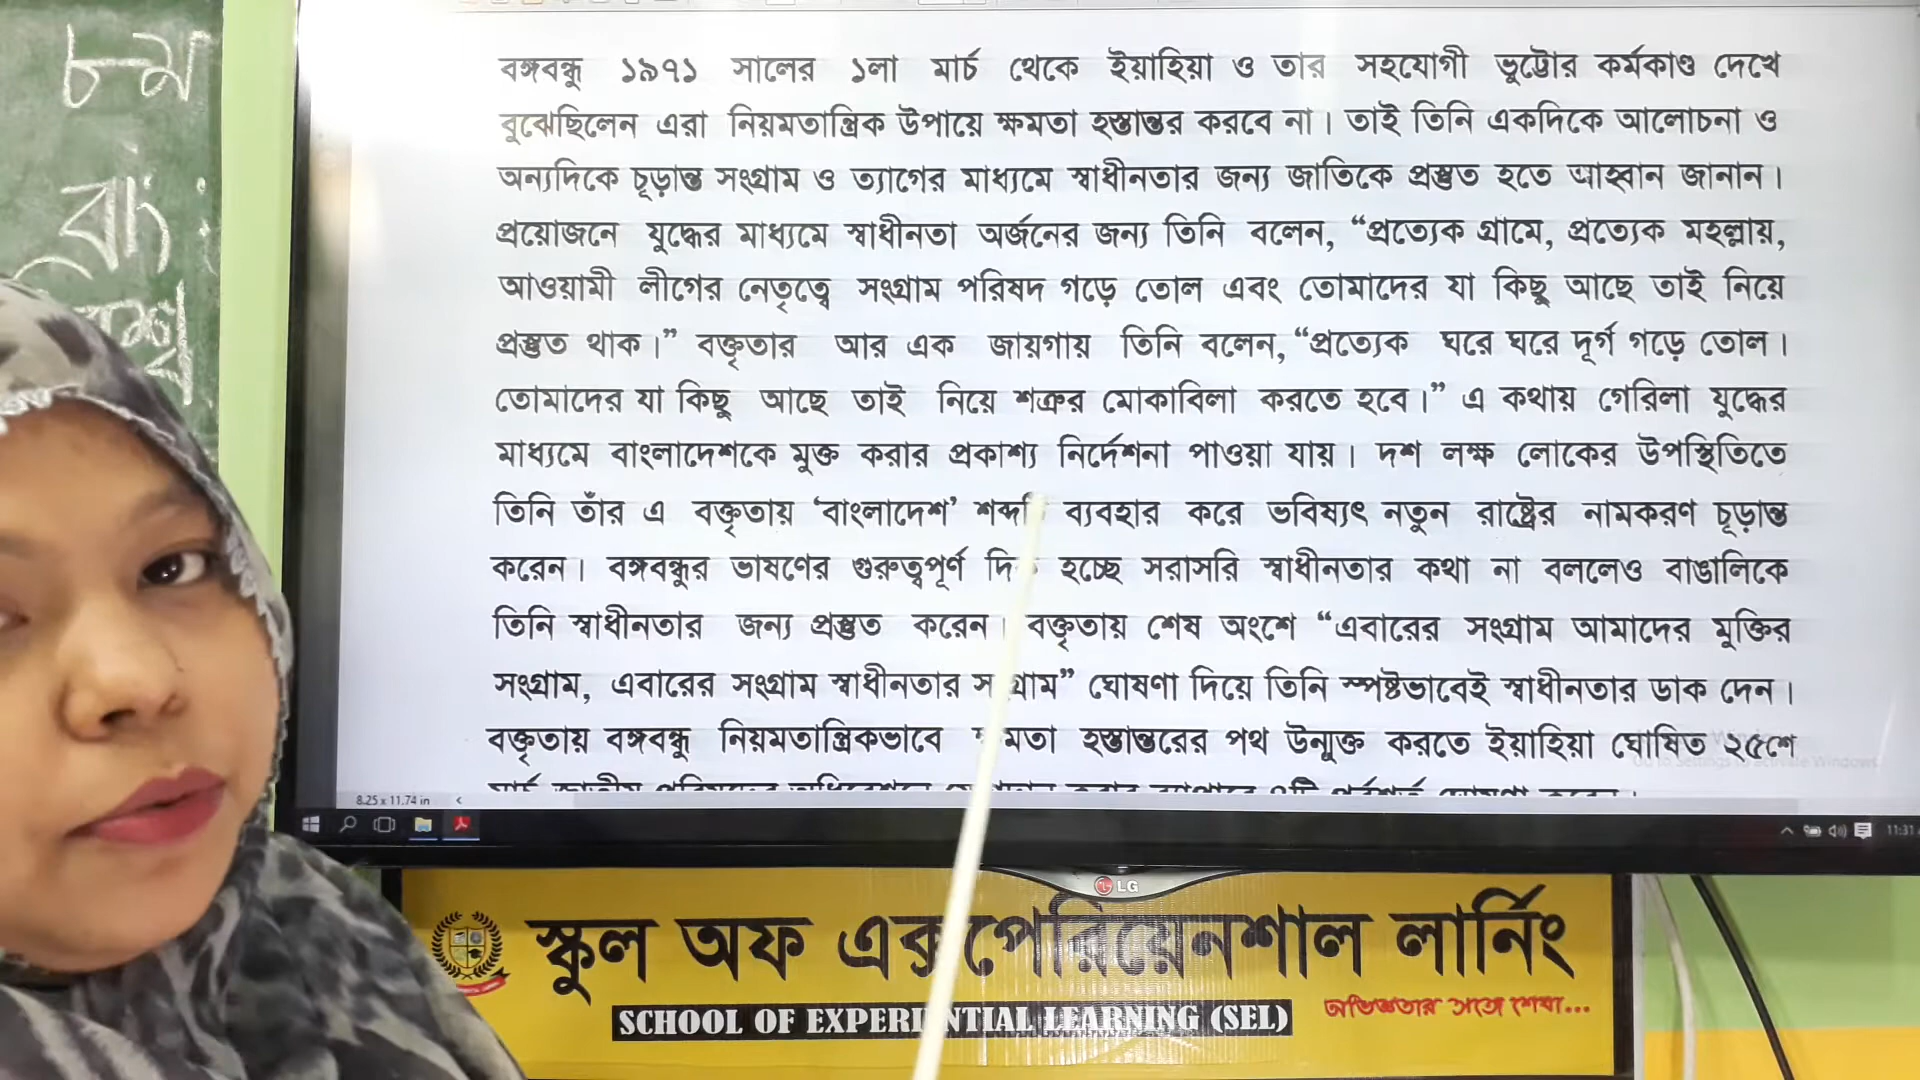 চ-ম
বাং
বঙ্গবন্ধু ১৯৭১ সালের ১লা মার্চ থেকে ইয়াহিয়া ও তার সহযোগী ভুট্টোর কর্মকাণ্ড দেখে
বুঝেছিলেন এরা নিয়মতান্ত্রিক উপায়ে ক্ষমতা হস্তান্তর করবে না। তাই তিনি একদিকে আলোচনা ও
অন্যদিকে চূড়ান্ত সংগ্রাম ও ত্যাগের মাধ্যমে স্বাধীনতার জন্য জাতিকে প্রস্তুত হতে আহ্বান জানান।
প্রয়োজনে যুদ্ধের মাধ্যমে স্বাধীনতা অর্জনের জন্য তিনি বলেন, “প্রত্যেক গ্রামে, প্রত্যেক মহল্লায়,
আওয়ামী লীগের নেতৃত্বে সংগ্রাম পরিষদ গড়ে তোল এবং তোমাদের যা কিছু আছে তাই নিয়ে
প্রস্তুত থাক।” বক্তৃতার আর এক জায়গায় তিনি বলেন, “প্রত্যেক ঘরে ঘরে দূর্গ গড়ে তোল।
তোমাদের যা কিছু আছে তাই নিয়ে শত্রুর মোকাবিলা করতে হবে।” এ কথায় গেরিলা যুদ্ধের
মাধ্যমে বাংলাদেশকে মুক্ত করার প্রকাশ্য নির্দেশনা পাওয়া যায়। দশ লক্ষ লোকের উপস্থিতিতে
তিনি তাঁর এ বক্তৃতায় ‘বাংলাদেশ’ শব্দটি ব্যবহার করে ভবিষ্যৎ নতুন রাষ্ট্রের নামকরণ চূড়ান্ত
করেন। বঙ্গবন্ধুর ভাষণের গুরুত্বপূর্ণ দিক হচ্ছে সরাসরি স্বাধীনতার কথা না বললেও বাঙালিকে
তিনি স্বাধীনতার জন্য প্রস্তুত করেন। বক্তৃতায় শেষ অংশে “এবারের সংগ্রাম আমাদের মুক্তির
সংগ্রাম, এবারের সংগ্রাম স্বাধীনতার সংগ্রাম” ঘোষণা দিয়ে তিনি স্পষ্টভাবেই স্বাধীনতার ডাক দেন।
বক্তৃতায় বঙ্গবন্ধু নিয়মতান্ত্রিকভাবে ক্ষমতা হস্তান্তরের পথ উন্মুক্ত করতে ইয়াহিয়া ঘোষিত ২৫শে
8.25 x 11.74 in
11:31
LG
স্কুল অফ এক্সপেরিয়েনশাল লার্নিং
SCHOOL OF EXPERIENTIAL LEARNING (SEL)
অভিজ্ঞতার সাথে শেখা...